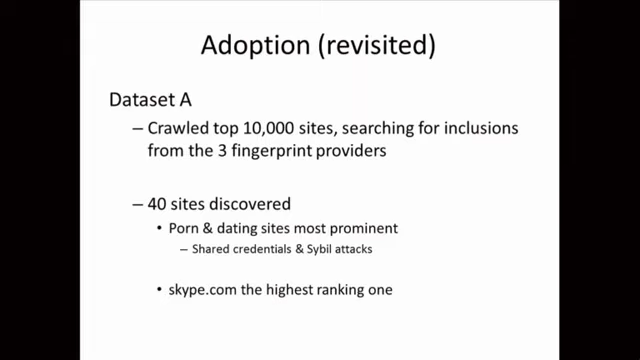 Adoption (revisited)
Dataset A
– Crawled top 10,000 sites, searching for inclusions
from the 3 fingerprint providers
– 40 sites discovered
• Porn & dating sites most prominent
– Shared credentials & Sybil attacks
• skype.com the highest ranking one